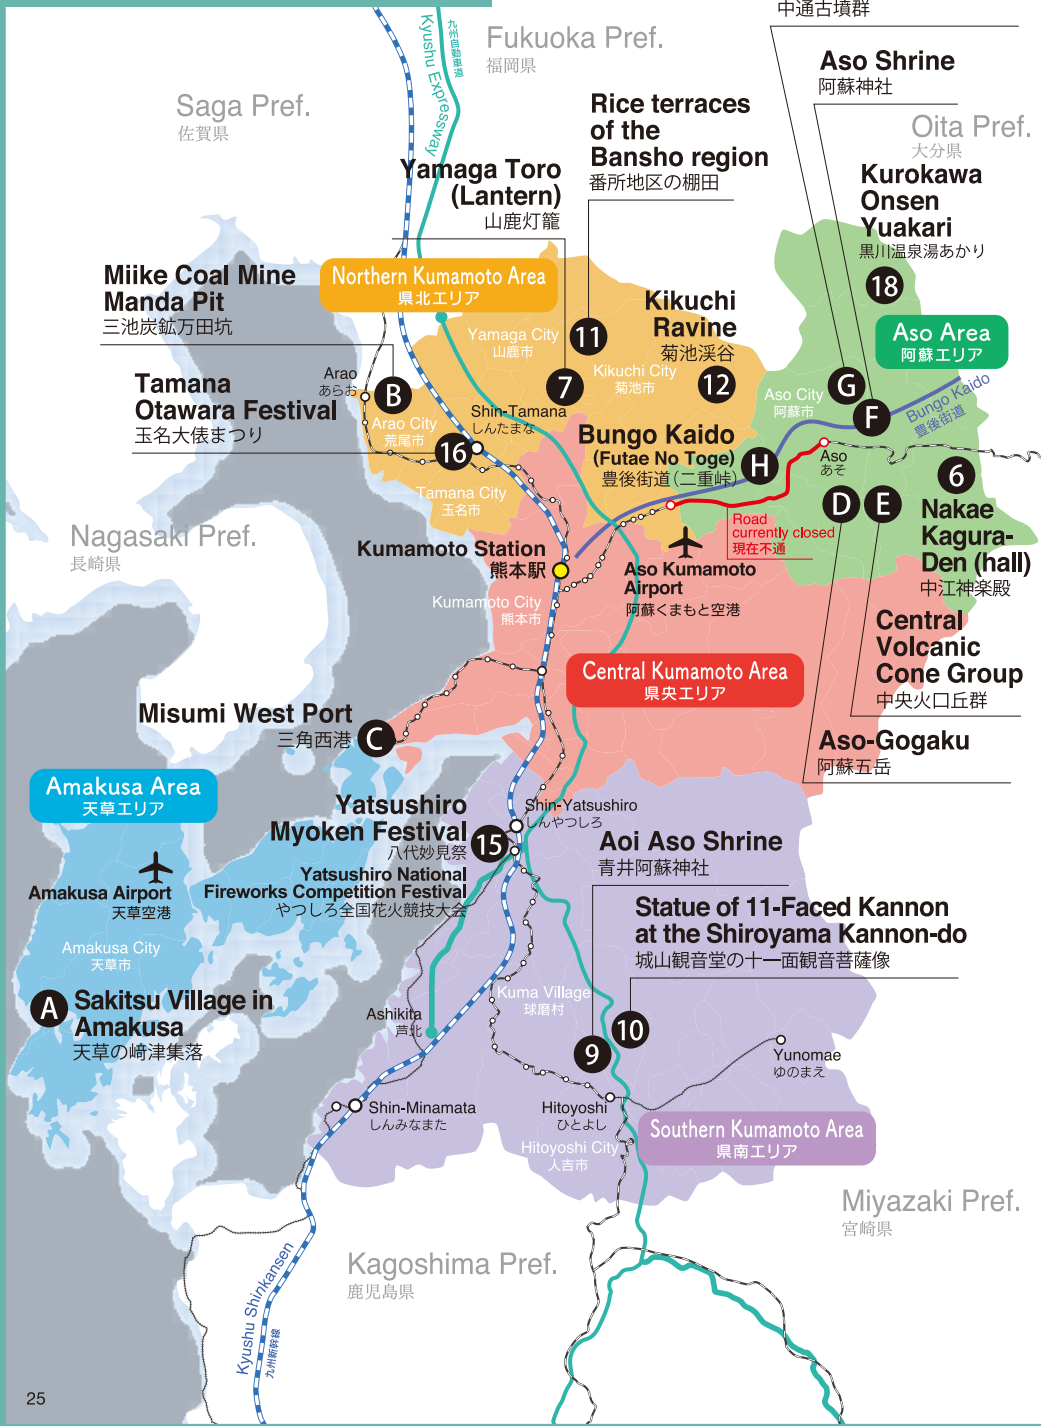 中通古墳群
Fukuoka Pref.
福岡県
Kyushu Expressway
九州自動車道
Saga Pref.
佐賀県
Aso Shrine
阿蘇神社
Oita Pref.
大分県
Rice terraces
of the
Bansho region
番所地区の棚田
Yamaga Toro
(Lantern)
山鹿灯籠
Kurokawa
Onsen
Yuakari
黒川温泉湯あかり
18
Miike Coal Mine
Manda Pit
三池炭鉱万田坑
Northern Kumamoto Area
県北エリア
Kikuchi
Ravine
菊池渓谷
12
Aso Area
阿蘇エリア
Yamaga City
山鹿市
11
7
Kikuchi City
菊池市
Tamana
Otawara Festival
玉名大俵まつり
Arao
あらお
B
Arao City
荒尾市
16
Shin-Tamana
しんたまな
Aso City
阿蘇市
G
F
Bungo Kaido
豊後街道
Bungo Kaido
(Futae No Toge)
豊後街道(二重峠)
H
Aso
あそ
6
Nakae
Kagura-
Den (hall)
中江神楽殿
Tamana City
玉名市
D
E
Road
currently closed
現在不通
Nagasaki Pref.
長崎県
Kumamoto Station
熊本駅
Aso Kumamoto
Airport
阿蘇くまもと空港
Kumamoto City
熊本市
Central
Volcanic
Cone Group
中央火口丘群
Central Kumamoto Area
県央エリア
Misumi West Port
三角西港
C
Aso-Gogaku
阿蘇五岳
Amakusa Area
天草エリア
Yatsushiro
Myoken Festival
八代妙見祭
15
Shin-Yatsushiro
しんやつしろ
Yatsushiro National
Fireworks Competition Festival
やつしろ全国花火競技大会
Aoi Aso Shrine
青井阿蘇神社
Amakusa Airport
天草空港
Statue of 11-Faced Kannon
at the Shiroyama Kannon-do
城山観音堂の十一面観音菩薩像
Amakusa City
天草市
A
Sakitsu Village in
Amakusa
天草の﨑津集落
Kuma Village
球磨村
Ashikita
芦北
10
9
Yunomae
ゆのまえ
Shin-Minamata
しんみなまた
Hitoyoshi
ひとよし
Southern Kumamoto Area
県南エリア
Hitoyoshi City
人吉市
Miyazaki Pref.
宮崎県
Kagoshima Pref.
鹿児島県
Kyushu Shinkansen
九州新幹線
25